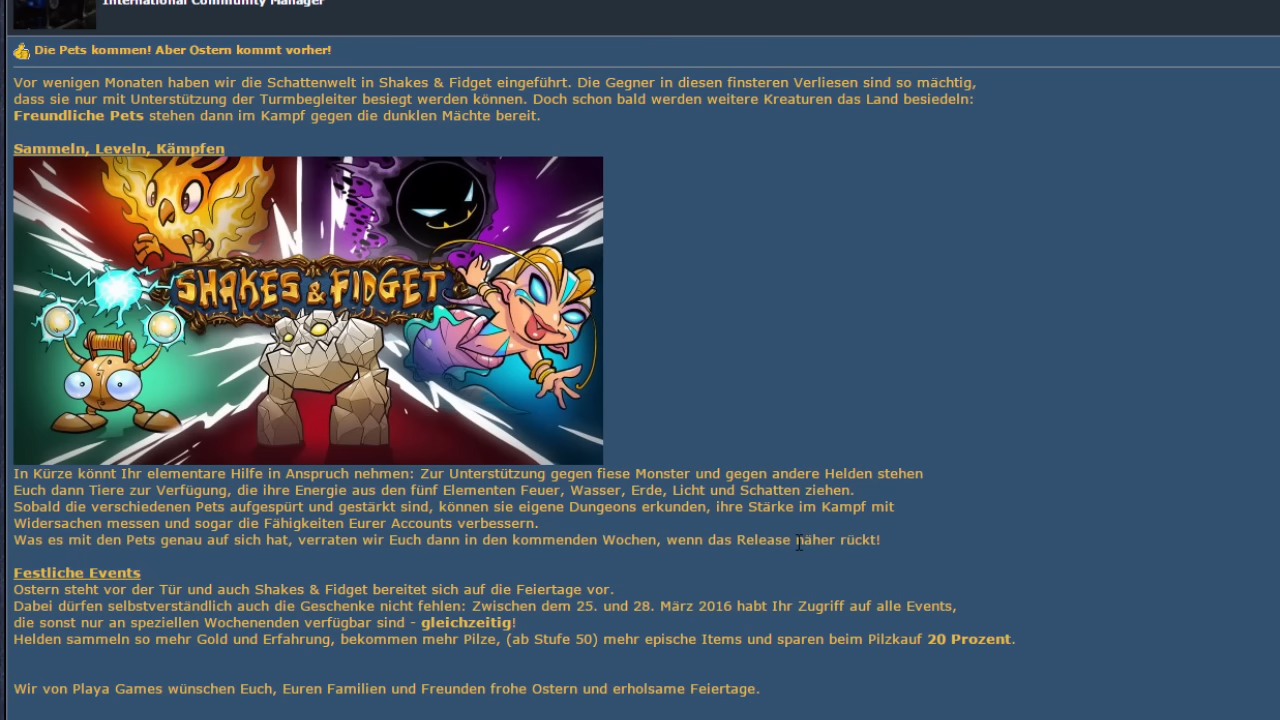 International Community Manager
Die Pets kommen! Aber Ostern kommt vorher!
Vor wenigen Monaten haben wir die Schattenwelt in Shakes & Fidget eingeführt. Die Gegner in diesen finsteren Verliesen sind so mächtig,
dass sie nur mit Unterstützung der Turmbegleiter besiegt werden können. Doch schon bald werden weitere Kreaturen das Land besiedeln:
Freundliche Pets stehen dann im Kampf gegen die dunklen Mächte bereit.
Sammeln, Leveln, Kämpfen
SHAKES & FIDGET
In Kürze könnt Ihr elementare Hilfe in Anspruch nehmen: Zur Unterstützung gegen fiese Monster und gegen andere Helden stehen
Euch dann Tiere zur Verfügung, die ihre Energie aus den fünf Elementen Feuer, Wasser, Erde, Licht und Schatten ziehen.
Sobald die verschiedenen Pets aufgespürt und gestärkt sind, können sie eigene Dungeons erkunden, ihre Stärke im Kampf mit
Widersachen messen und sogar die Fähigkeiten Eurer Accounts verbessern.
Was es mit den Pets genau auf sich hat, verraten wir Euch dann in den kommenden Wochen, wenn das Release näher rückt!
Festliche Events
Ostern steht vor der Tür und auch Shakes & Fidget bereitet sich auf die Feiertage vor.
Dabei dürfen selbstverständlich auch die Geschenke nicht fehlen: Zwischen dem 25. und 28. März 2016 habt Ihr Zugriff auf alle Events,
die sonst nur an speziellen Wochenenden verfügbar sind - gleichzeitig!
Helden sammeln so mehr Gold und Erfahrung, bekommen mehr Pilze, (ab Stufe 50) mehr epische Items und sparen beim Pilzkauf 20 Prozent.
Wir von Playa Games wünschen Euch, Euren Familien und Freunden frohe Ostern und erholsame Feiertage.